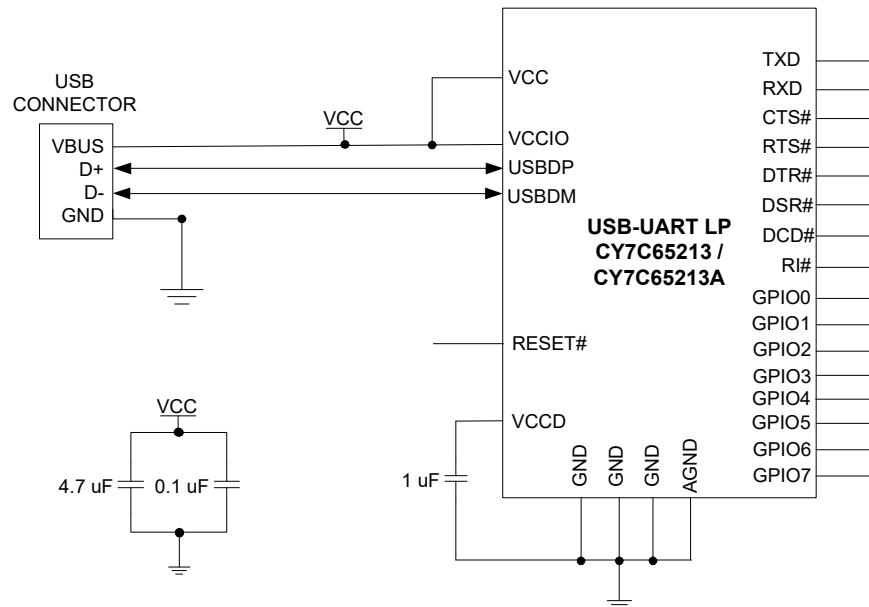 USB
CONNECTOR
VBUS
D+
D-
GND
VCC
VCC
VCCIO
USBDP
USBDM
RESET#
VCCD
USB-UART LP
CY7C65213 /
CY7C65213A
TXD
RXD
CTS#
RTS#
DTR#
DSR#
DCD#
RI#
GPIO0
GPIO1
GPIO2
GPIO3
GPIO4
GPIO5
GPIO6
GPIO7
GND
GND
GND
AGND
VCC
4.7 uF
0.1 uF
1 uF